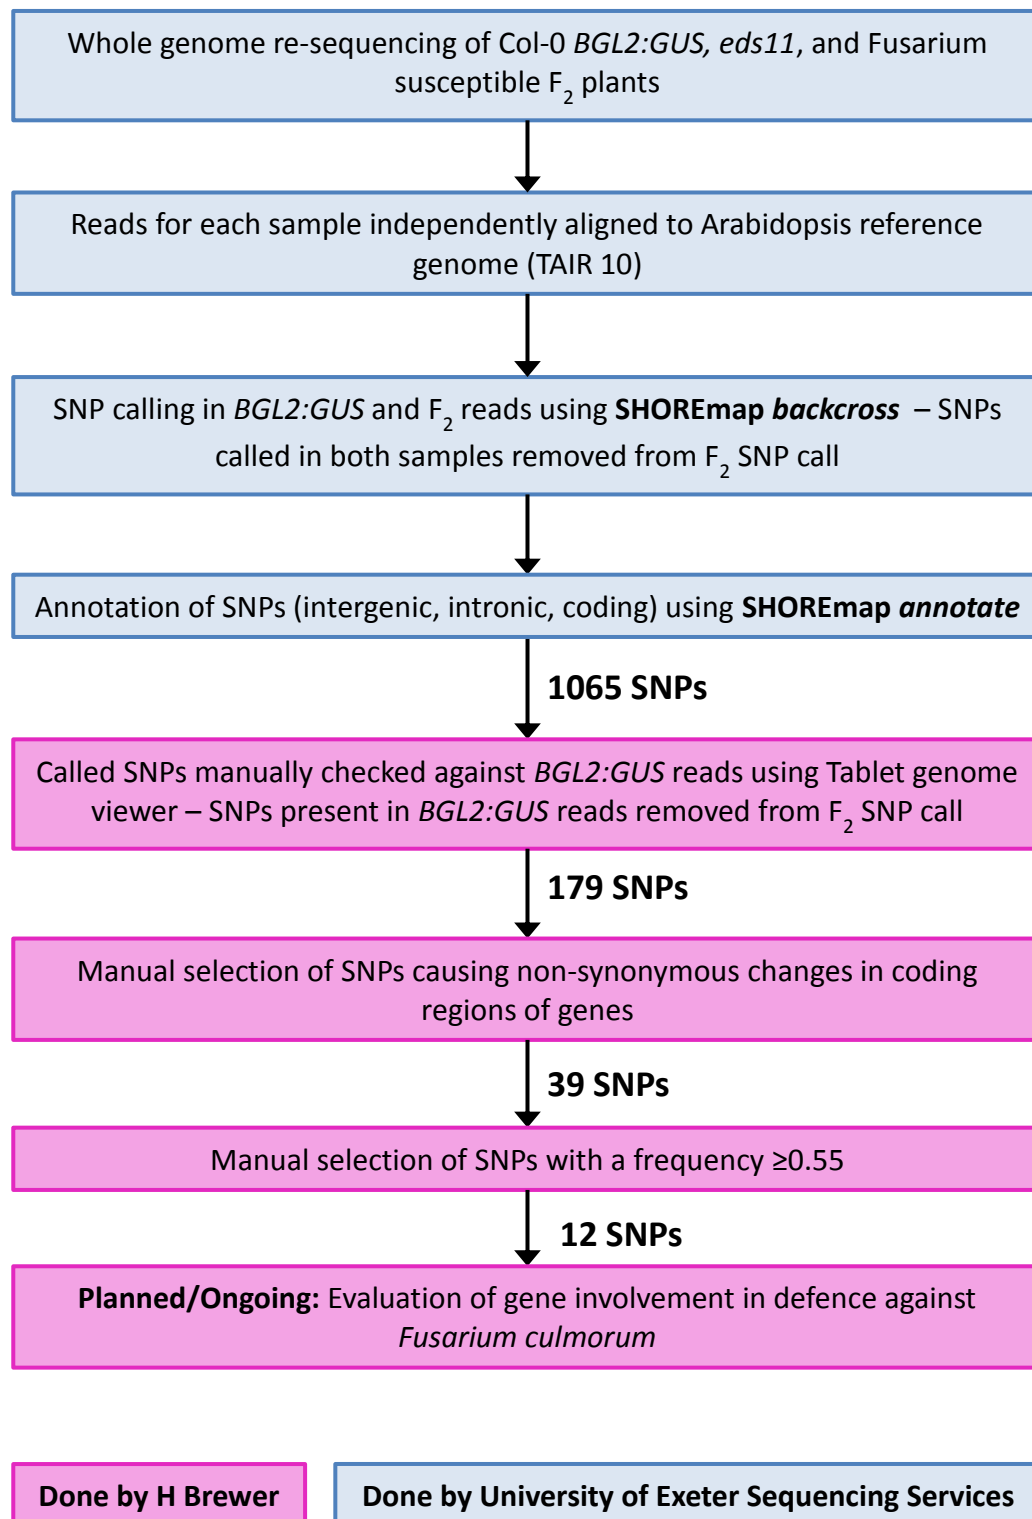 Whole genome re-sequencing of Col-0 BGL2:GUS, eds11, and Fusarium
susceptible F2 plants
Reads for each sample independently aligned to Arabidopsis reference
genome (TAIR 10)
SNP calling in BGL2:GUS and F2 reads using SHOREmap backcross – SNPs
called in both samples removed from F2 SNP call
Annotation of SNPs (intergenic, intronic, coding) using SHOREmap annotate
1065 SNPs
Called SNPs manually checked against BGL2:GUS reads using Tablet genome
viewer – SNPs present in BGL2:GUS reads removed from F2 SNP call
179 SNPs
Manual selection of SNPs causing non-synonymous changes in coding
regions of genes
39 SNPs
Manual selection of SNPs with a frequency ≥0.55
12 SNPs
Planned/Ongoing: Evaluation of gene involvement in defence against
Fusarium culmorum
Done by H Brewer
Done by University of Exeter Sequencing Services